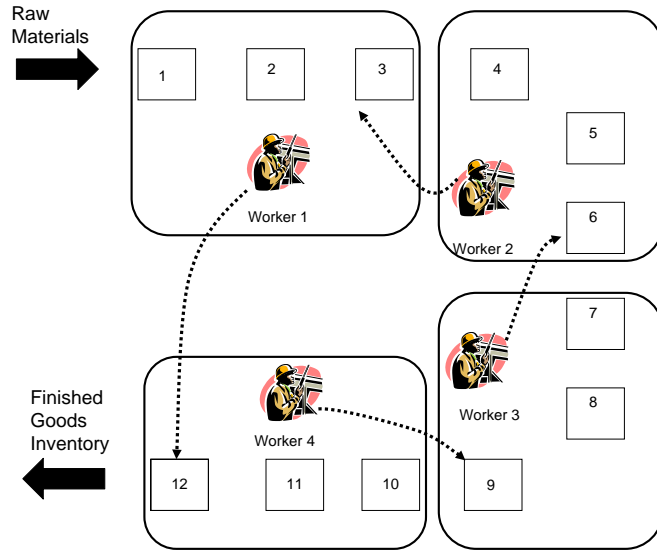 Raw
Materials
1
2
3
4
5
6
Worker 1
Worker 2
7
8
Worker 3
Worker 4
Finished
Goods
Inventory
12
11
10
9